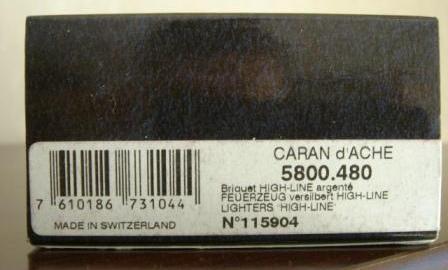 CARAN d'ACHE
5800.480
Briquet HIGH-LINE argenté
FEUERZEUG versilbert HIGH-LINE
LIGHTERS "HIGH-LINE"
N°115904
7 610186 731044
MADE IN SWITZERLAND